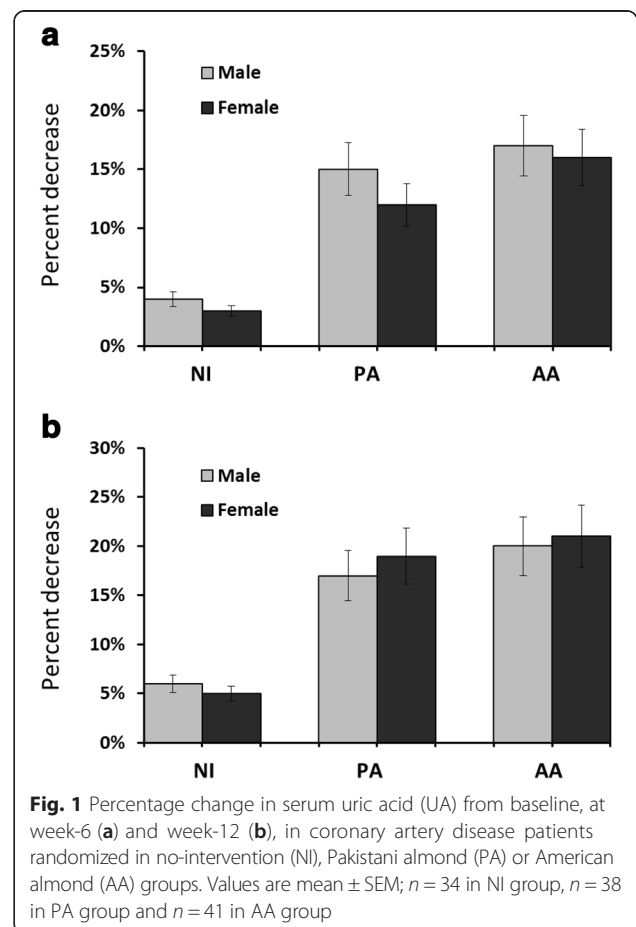 a
25%
20%
15%
10%
5%
0%
Percent decrease
Male
Female
NI PA AA
b
30%
25%
20%
15%
10%
5%
0%
Percent decrease
Male
Female
NI PA AA
Fig. 1 Percentage change in serum uric acid (UA) from baseline, at
week-6 (a) and week-12 (b), in coronary artery disease patients
randomized in no-intervention (NI), Pakistani almond (PA) or American
almond (AA) groups. Values are mean ± SEM; n = 34 in NI group, n = 38
in PA group and n = 41 in AA group